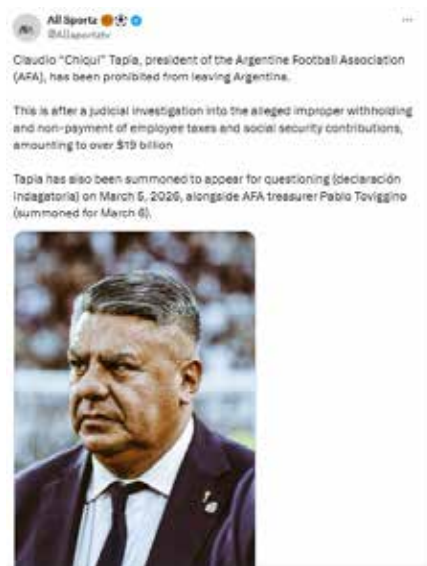 All Sportz
@Allsportztv
Claudio “Chiqui” Tapia, president of the Argentine Football Association
(AFA), has been prohibited from leaving Argentina.
This is after a judicial investigation into the alleged improper withholding
and non-payment of employee taxes and social security contributions,
amounting to over $19 billion
Tapia has also been summoned to appear for questioning (declaración
indagatoria) on March 5, 2026, alongside AFA treasurer Pablo Toviggino
(summoned for March 6).